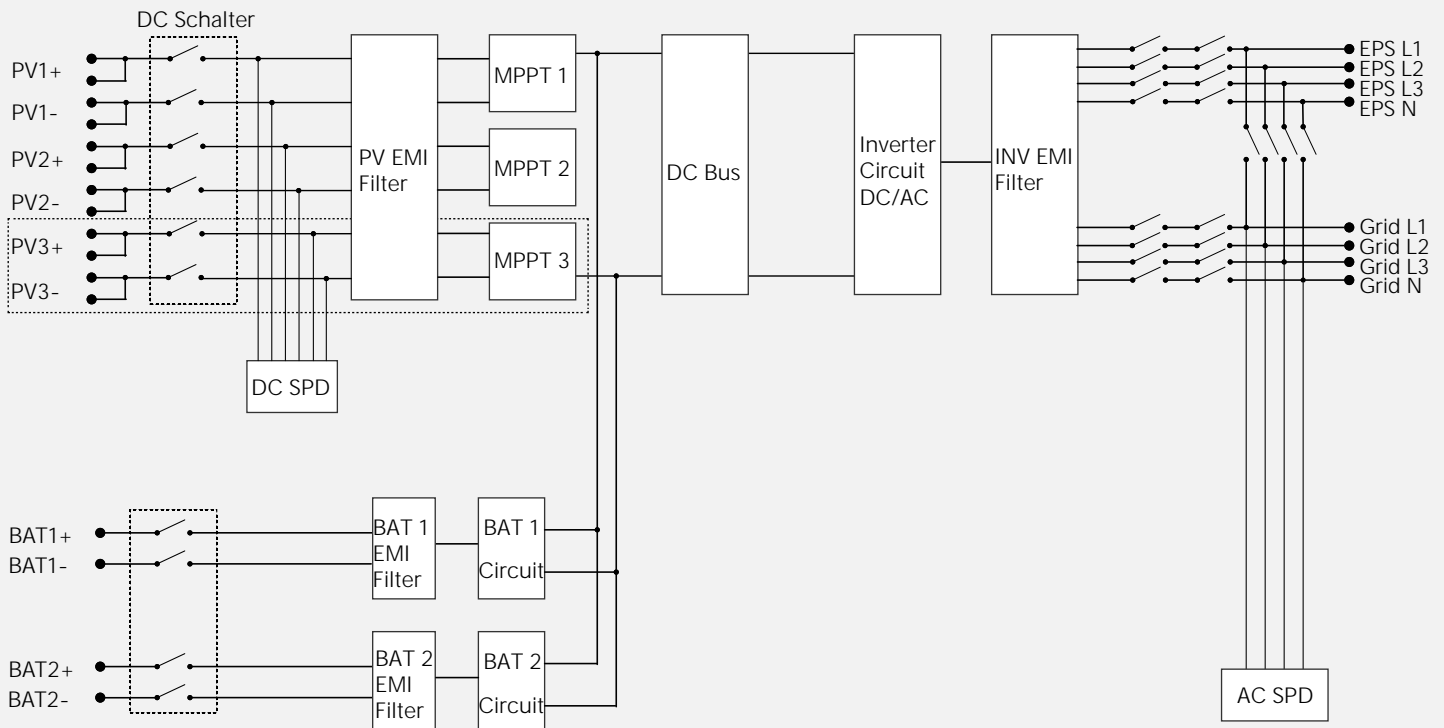 DC Schalter
PV1+
PV1-
PV2+
PV2-
PV3+
PV3-
PV EMI
Filter
MPPT 1
MPPT 2
MPPT 3
DC SPD
DC Bus
Inverter
Circuit
DC/AC
INV EMI
Filter
EPS L1
EPS L2
EPS L3
EPS N
Grid L1
Grid L2
Grid L3
Grid N
BAT1+
BAT1-
BAT 1
EMI
Filter
BAT 1
Circuit
BAT2+
BAT2-
BAT 2
EMI
Filter
BAT 2
Circuit
AC SPD